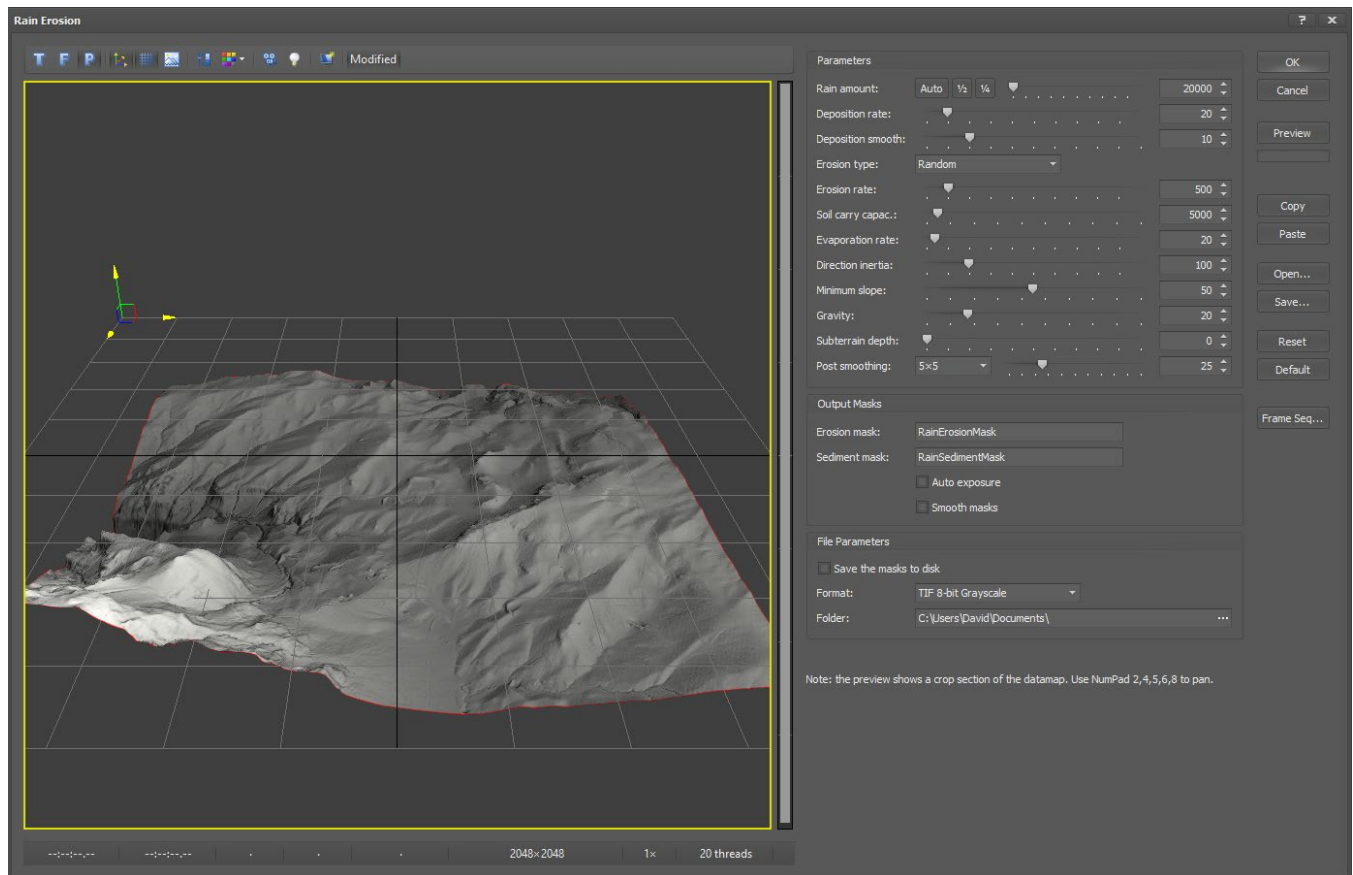 Rain Erosion
? x
T F P Modified
Parameters
Rain amount: Auto ½ ¼ 20000
Deposition rate: 20
Deposition smooth: 10
Erosion type: Random
Erosion rate: 500
Soil carry capac.: 5000
Evaporation rate: 20
Direction inertia: 100
Minimum slope: 50
Gravity: 20
Subterrain depth: 0
Post smoothing: 5×5 25
Output Masks
Erosion mask: RainErosionMask
Sediment mask: RainSedimentMask
Auto exposure
Smooth masks
File Parameters
Save the masks to disk
Format: TIF 8-bit Grayscale
Folder: C:\Users\David\Documents\ ...
Note: the preview shows a crop section of the datamap. Use NumPad 2,4,5,6,8 to pan.
OK
Cancel
Preview
Copy
Paste
Open...
Save...
Reset
Default
Frame Seq...
--:--:--.-- --:--:--.-- . . . 2048×2048 1× 20 threads